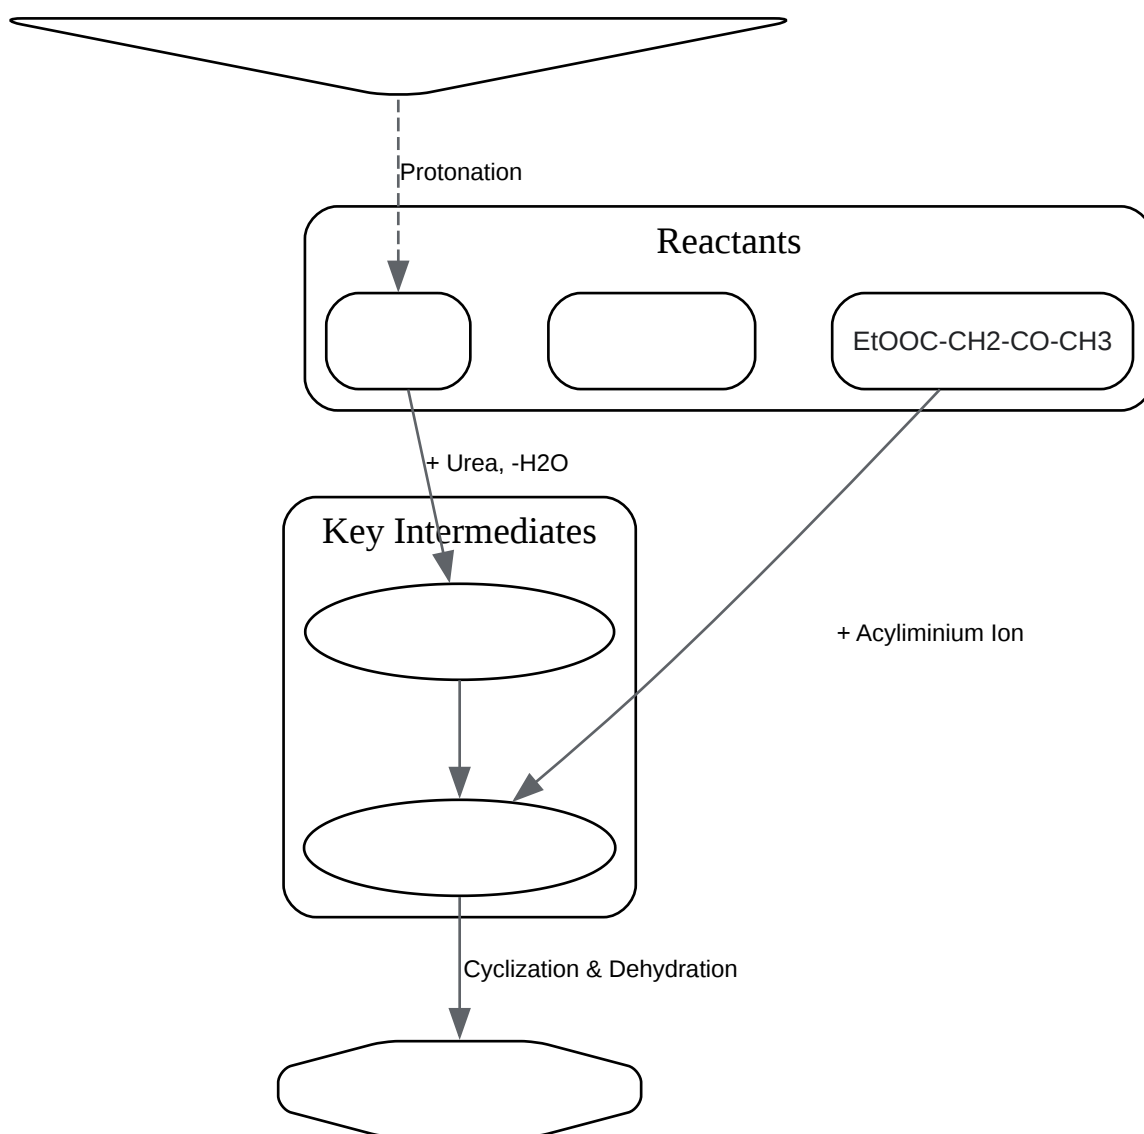 Protonation
Reactants
EtOOC-CH2-CO-CH3
+ Urea, -H2O
Key Intermediates
+ Acyliminium Ion
Cyclization & Dehydration